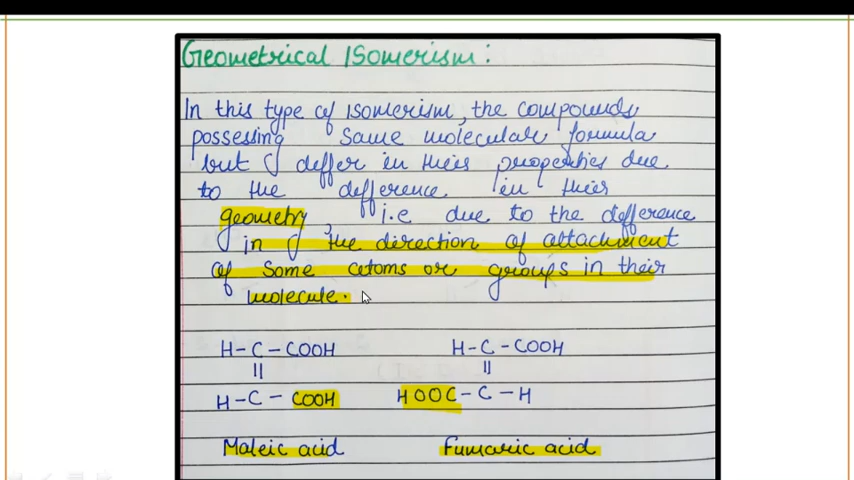 Geometrical Isomerism:
In this type of isomerism, the compounds
possessing same molecular formula
but differ in their properties due
to the difference in their
geometry, i.e due to the difference
in the direction of attachment
of some atoms or groups in their
molecule.
H-C-COOH H-C-COOH
|| ||
H-C-COOH HOOC-C-H
Maleic acid Fumaric acid